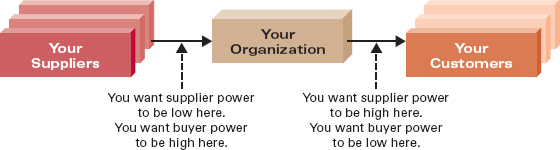 Your
Suppliers
Your
Organization
Your
Customers
You want supplier power
to be low here.
You want buyer power
to be high here.
You want supplier power
to be high here.
You want buyer power
to be low here.